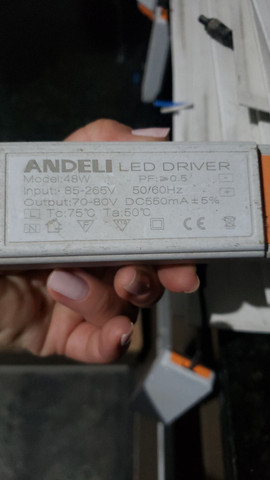 ANDELI LED DRIVER
Model:48W PF:≥0.5
Input:~85-265V 50/60Hz
Output:70-80V DC550mA±5%
Tc:75℃ Ta:50℃ CE
N